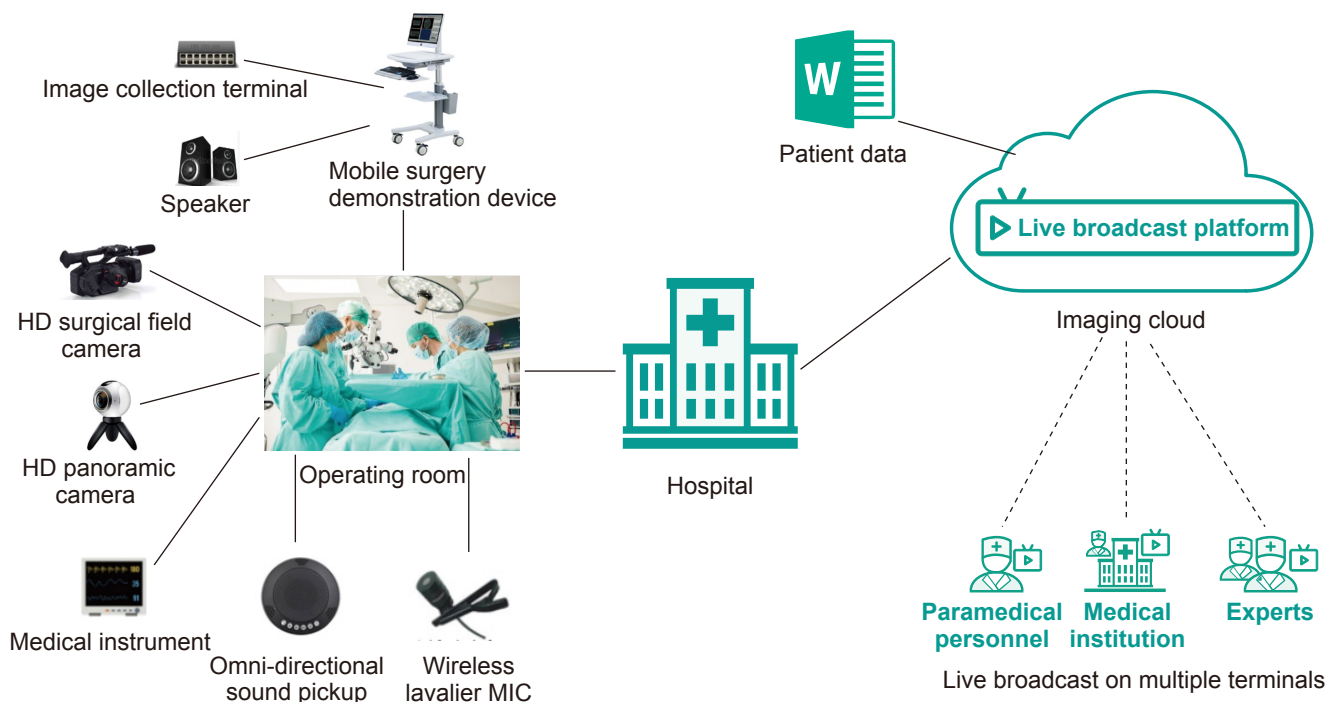 Image collection terminal
Speaker
Mobile surgery
demonstration device
HD surgical field
camera
HD panoramic
camera
Medical instrument
Omni-directional
sound pickup
Wireless
lavalier MIC
Operating room
Hospital
W
Patient data
Live broadcast platform
Imaging cloud
Paramedical
personnel
Medical
institution
Experts
Live broadcast on multiple terminals